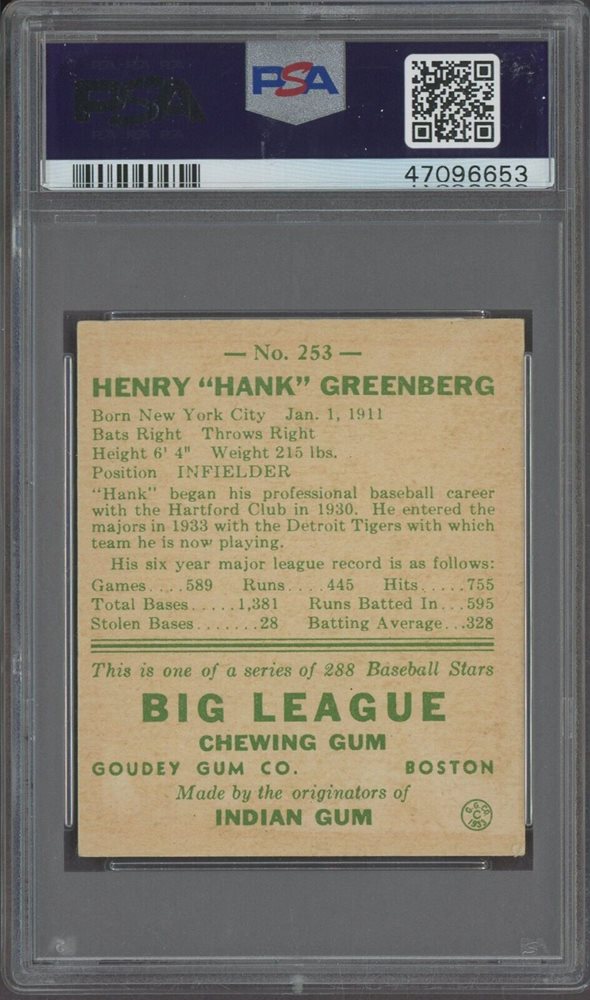 PSA
PSA
47096653
— No. 253 —
HENRY “HANK” GREENBERG
Born New York City Jan. 1, 1911
Bats Right Throws Right
Height 6' 4" Weight 215 lbs.
Position INFIELDER
“Hank” began his professional baseball career
with the Hartford Club in 1930. He entered the
majors in 1933 with the Detroit Tigers with which
team he is now playing.
His six year major league record is as follows:
Games....589 Runs....445 Hits.....755
Total Bases.....1,381 Runs Batted In...595
Stolen Bases.......28 Batting Average...328
This is one of a series of 288 Baseball Stars
BIG LEAGUE
CHEWING GUM
GOUDEY GUM CO. BOSTON
Made by the originators of
INDIAN GUM
G.G.CO.
C